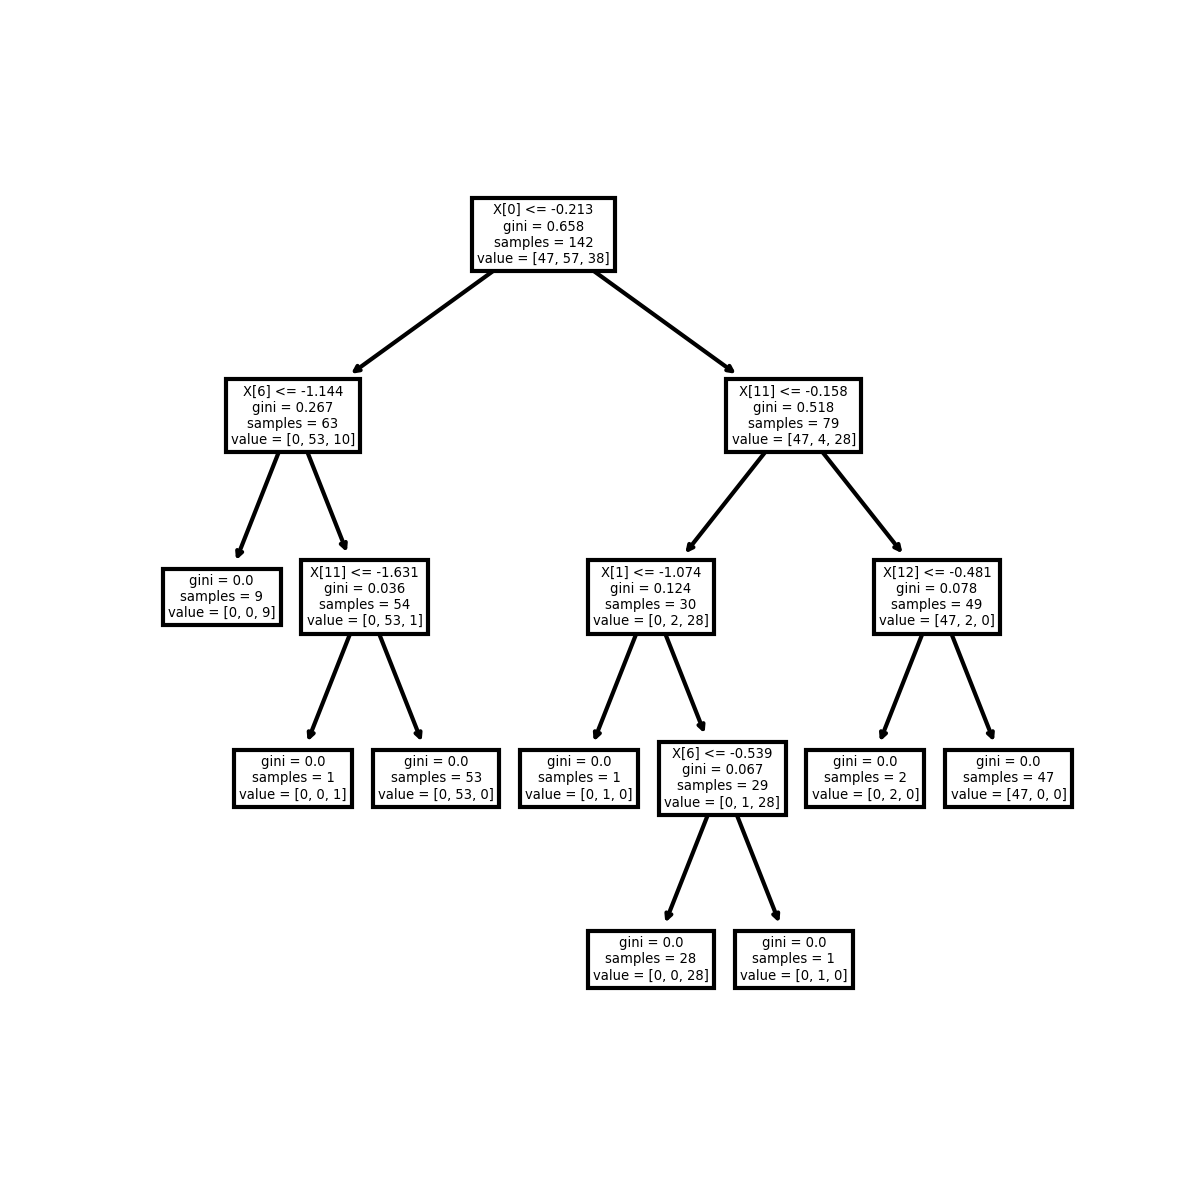 X[0] <= -0.213
gini = 0.658
samples = 142
value = [47, 57, 38]
X[6] <= -1.144
gini = 0.267
samples = 63
value = [0, 53, 10]
X[11] <= -0.158
gini = 0.518
samples = 79
value = [47, 4, 28]
gini = 0.0
samples = 9
value = [0, 0, 9]
X[11] <= -1.631
gini = 0.036
samples = 54
value = [0, 53, 1]
X[1] <= -1.074
gini = 0.124
samples = 30
value = [0, 2, 28]
X[12] <= -0.481
gini = 0.078
samples = 49
value = [47, 2, 0]
gini = 0.0
samples = 1
value = [0, 0, 1]
gini = 0.0
samples = 53
value = [0, 53, 0]
gini = 0.0
samples = 1
value = [0, 1, 0]
X[6] <= -0.539
gini = 0.067
samples = 29
value = [0, 1, 28]
gini = 0.0
samples = 2
value = [0, 2, 0]
gini = 0.0
samples = 47
value = [47, 0, 0]
gini = 0.0
samples = 28
value = [0, 0, 28]
gini = 0.0
samples = 1
value = [0, 1, 0]